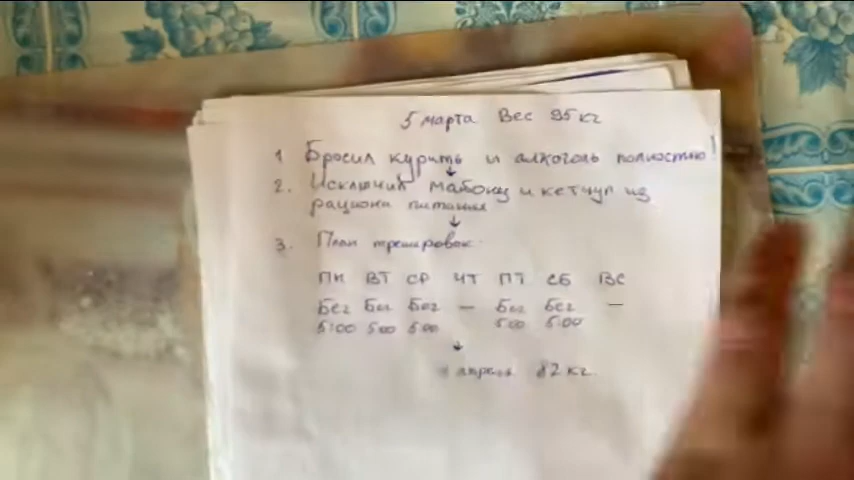 5 марта Вес 95 кг
1 Бросил курить и алкоголь полностью!
2. Исключил майонез и кетчуп из
рациона питания
3. План тренировок
ПН ВТ СР ЧТ ПТ СБ ВС
Бег Бег Бег — Бег Бег —
5:00 5:00 5:00 5:00 5:00
апреля 82 кг.